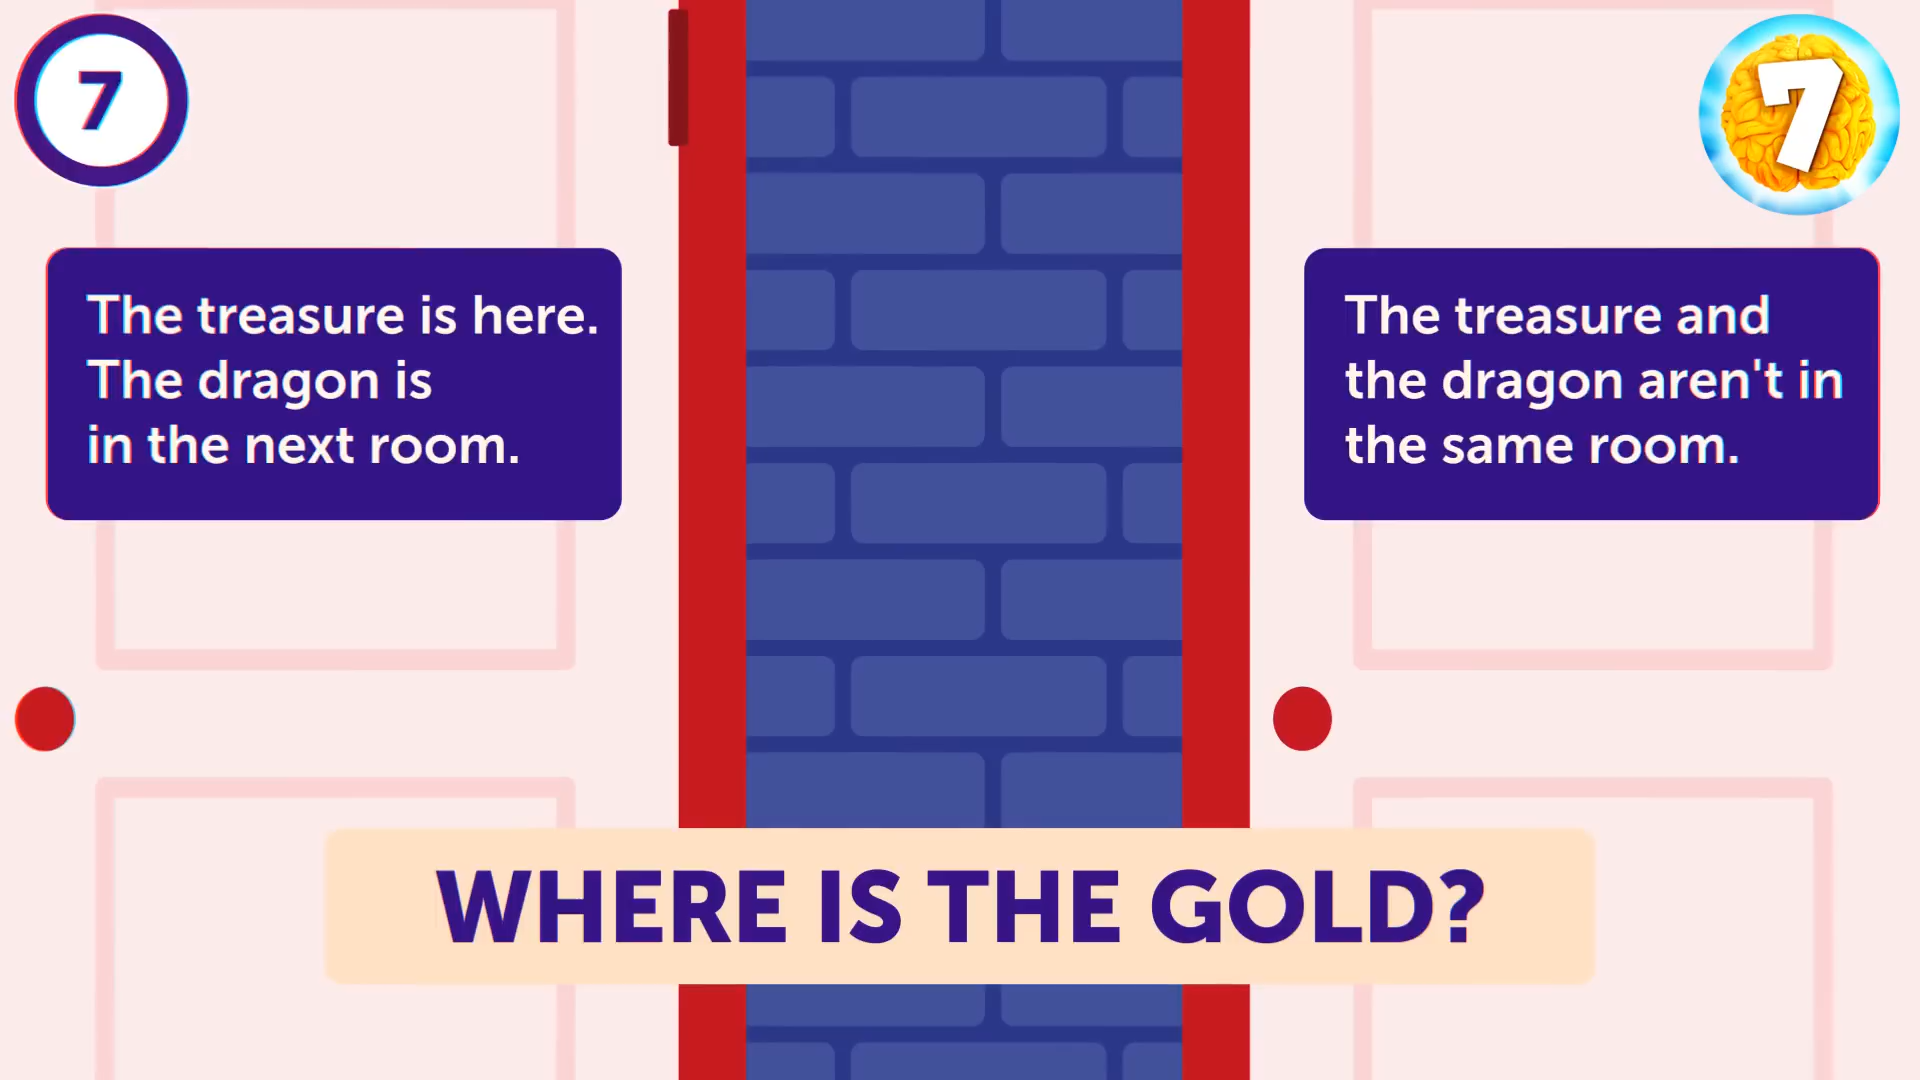 7
7
The treasure is here.
The dragon is
in the next room.
The treasure and
the dragon aren't in
the same room.
WHERE IS THE GOLD?